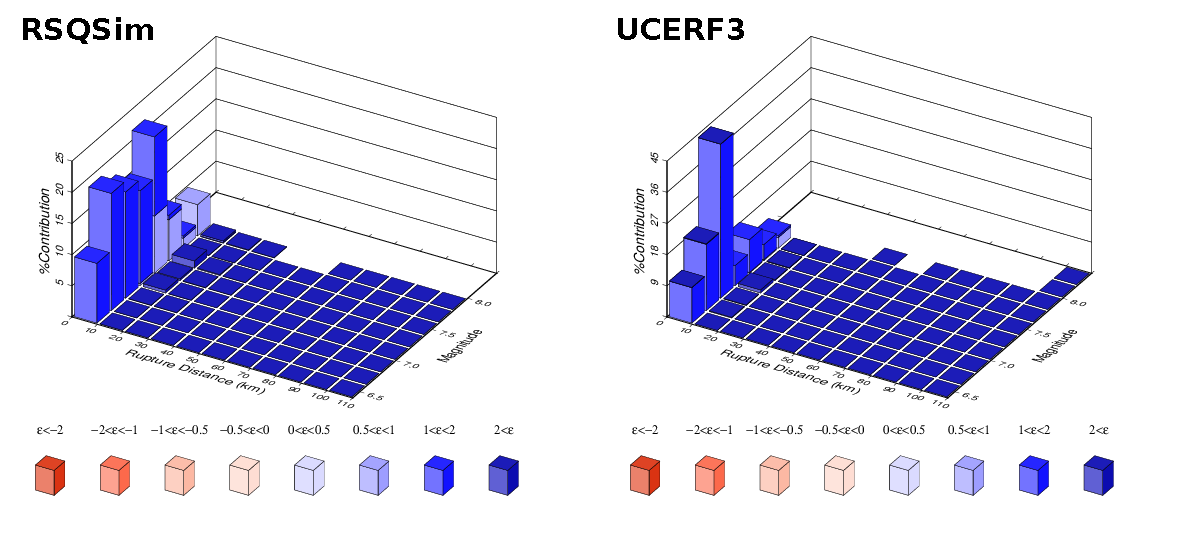 RSQSim
%Contribution
25
20
15
10
5
0
10
20
30
40
50
60
70
80
90
100
110
Rupture Distance (km)
6.5
7.0
7.5
8.0
Magnitude
ε<−2
−2<ε<−1
−1<ε<−0.5
−0.5<ε<0
0<ε<0.5
0.5<ε<1
1<ε<2
2<ε
UCERF3
%Contribution
45
36
27
18
9
0
10
20
30
40
50
60
70
80
90
100
110
Rupture Distance (km)
6.5
7.0
7.5
8.0
Magnitude
ε<−2
−2<ε<−1
−1<ε<−0.5
−0.5<ε<0
0<ε<0.5
0.5<ε<1
1<ε<2
2<ε